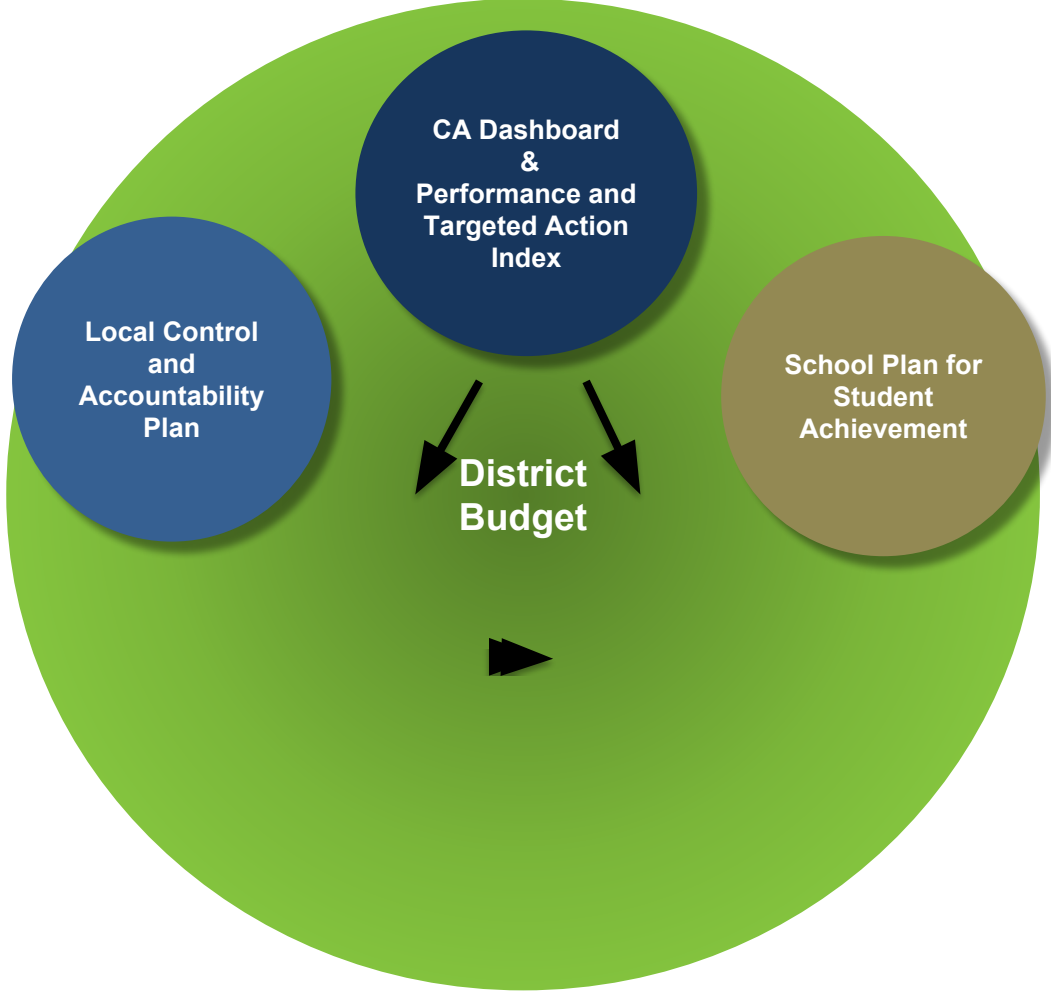 CA Dashboard
&
Performance and
Targeted Action
Index
Local Control
and
Accountability
Plan
School Plan for
Student
Achievement
District
Budget